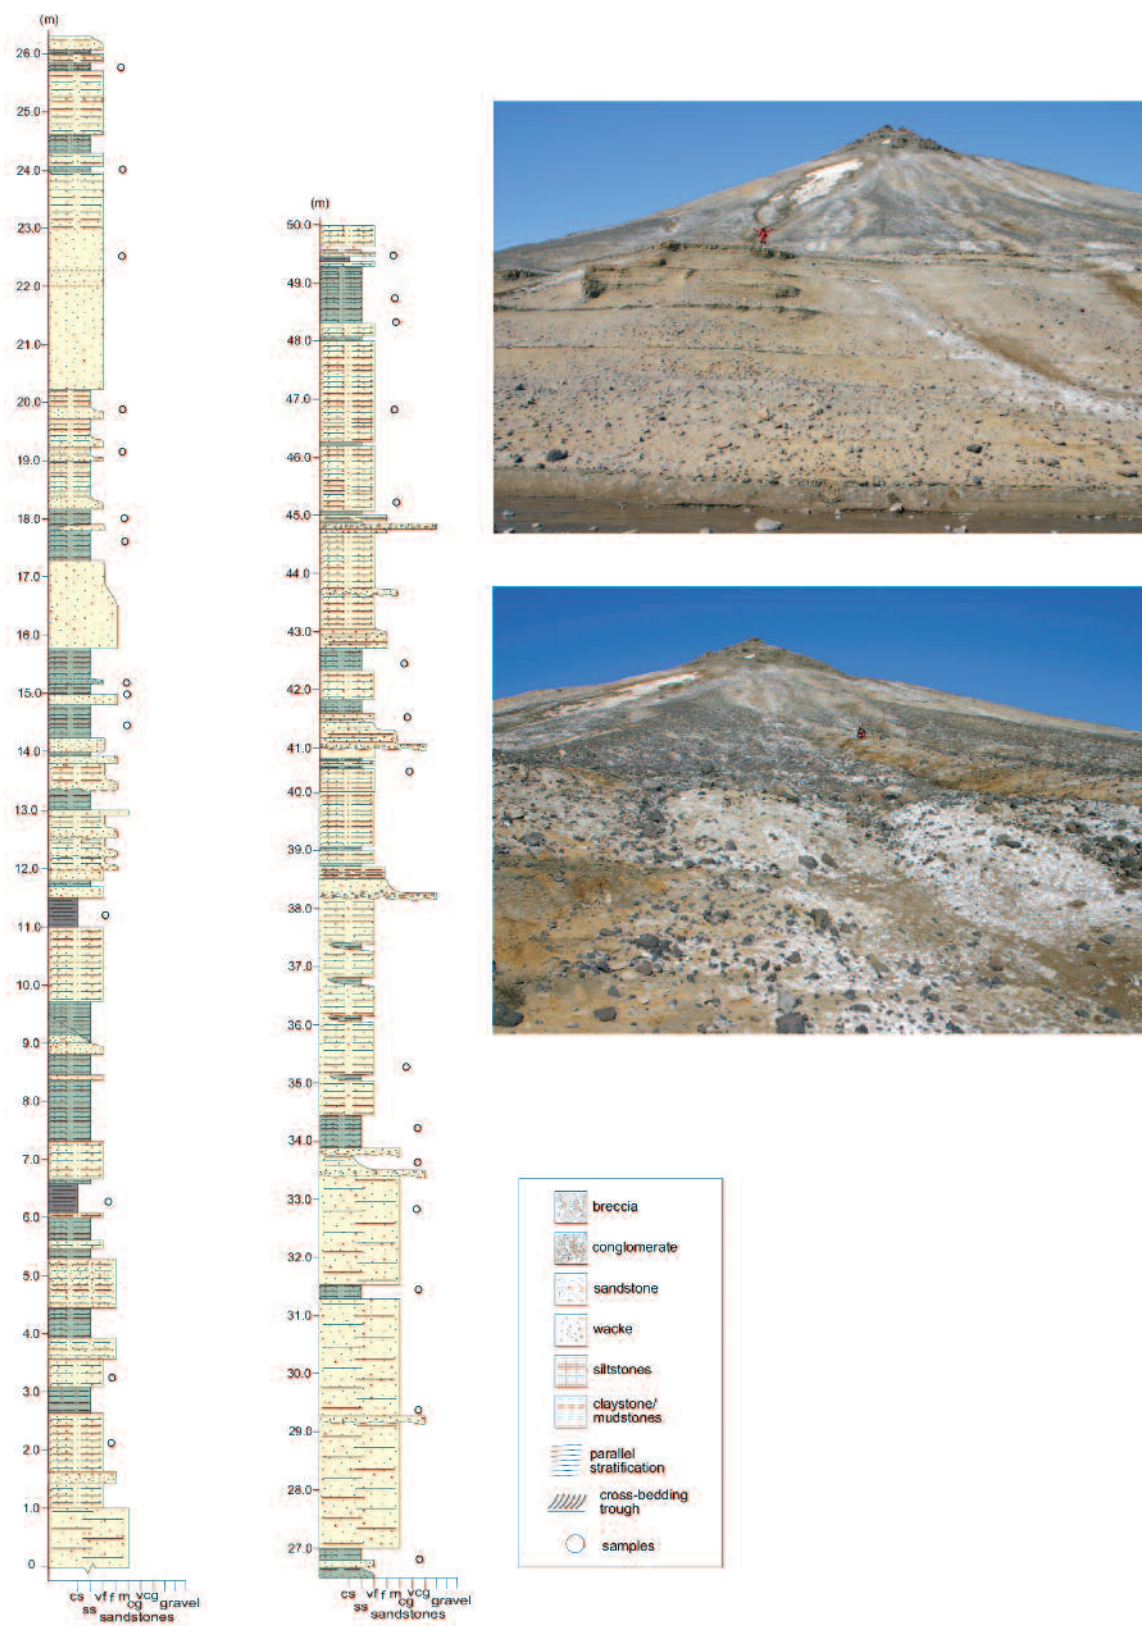 (m)
26.0
25.0
24.0
23.0
22.0
21.0
20.0
19.0
18.0
17.0
16.0
15.0
14.0
13.0
12.0
11.0
10.0
9.0
8.0
7.0
6.0
5.0
4.0
3.0
2.0
1.0
0
cs vf f m vcg
ss cg gravel
sandstones
(m)
50.0
49.0
48.0
47.0
46.0
45.0
44.0
43.0
42.0
41.0
40.0
39.0
38.0
37.0
36.0
35.0
34.0
33.0
32.0
31.0
30.0
29.0
28.0
27.0
cs vf f m vcg
ss cg gravel
sandstones
breccia
conglomerate
sandstone
wacke
siltstones
claystone/
mudstones
parallel
stratification
cross-bedding
trough
samples